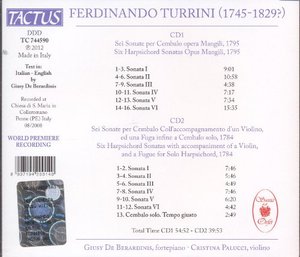 TACTUS
FERDINANDO TURRINI (1745-1829?)
DDD
TC 744590
℗ 2012
Made in Italy
Text in:
Italian - English
by
Giusy De Berardinis
Recorded at
Chiesa di S. Maria in
Colleromano
Penne (PE) Italy
08/2008
WORLD PREMIERE
RECORDING
CD1
Sei Sonate per Cembalo opera Mangili, 1795
Six Harpsichord Sonatas Opus Mangili, 1795
1-3. Sonata I 9:01
4-6. Sonata II 10:58
7-9. Sonata III 4:38
10-11. Sonata IV 7:17
12-13. Sonata V 7:12
14-16. Sonata VI 15:35
CD2
Sei Sonate per Cembalo Coll'accompagnamento d'un Violino,
ed una Fuga infine a Cembalo solo, 1784
Six Harpsichord Sonatas with accompaniment of a Violin,
and a Fugue for Solo Harpsichord, 1784
1-2. Sonata I 7:46
3-4. Sonata II 7:46
5-6. Sonata III 4:46
7-8. Sonata IV 4:46
9-10. Sonata V 6:20
11-12. Sonata VI 4:42
13. Cembalo solo. Tempo giusto 2:49
Total Time CD1 54:52 - CD2 39:53
Giusy De Berardinis, fortepiano - Cristina Palucci, violino